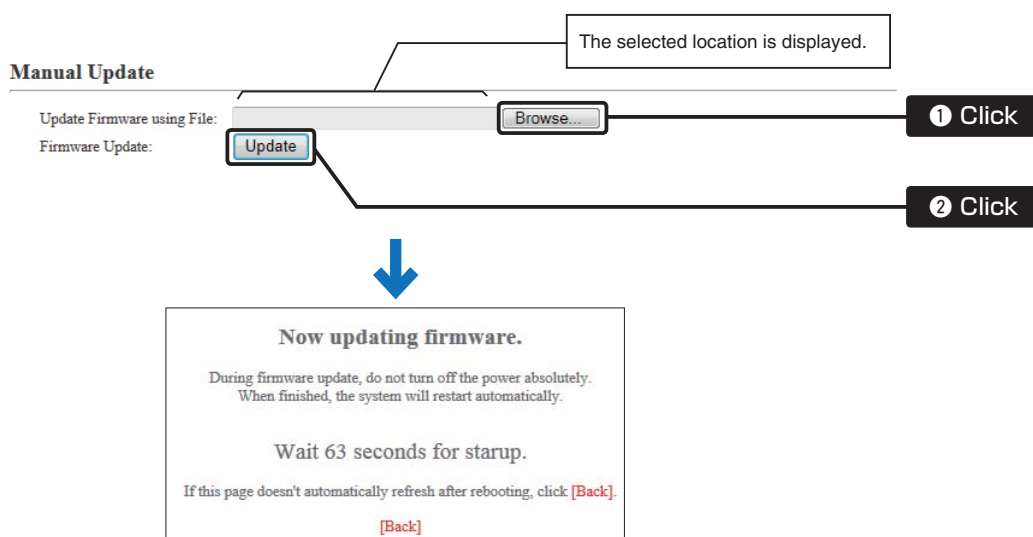 The selected location is displayed.
Manual Update
Update Firmware using File:
Browse...
❶ Click
Firmware Update:
Update
❷ Click
Now updating firmware.
During firmware update, do not turn off the power absolutely.
When finished, the system will restart automatically.
Wait 63 seconds for starup.
If this page doesn't automatically refresh after rebooting, click [Back].
[Back]